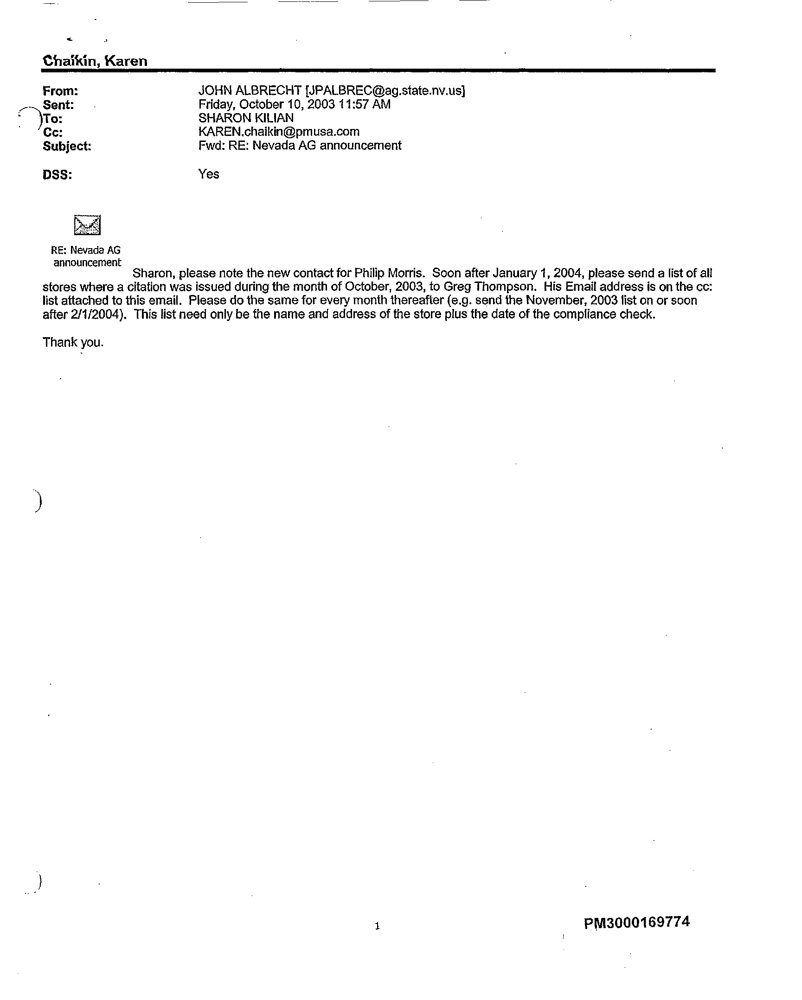 Chaikin, Karen
From: JOHN ALBRECHT [JPALBREC@ag.state.nv.us]
Sent: Friday, October 10, 2003 11:57 AM
To: SHARON KILIAN
Cc: KAREN.chaikin@pmusa.com
Subject: Fwd: RE: Nevada AG announcement
DSS: Yes
RE: Nevada AG
announcement
Sharon, please note the new contact for Philip Morris. Soon after January 1, 2004, please send a list of all
stores where a citation was issued during the month of October, 2003, to Greg Thompson. His Email address is on the cc:
list attached to this email. Please do the same for every month thereafter (e.g. send the November, 2003 list on or soon
after 2/1/2004). This list need only be the name and address of the store plus the date of the compliance check.
Thank you.
1
PM3000169774